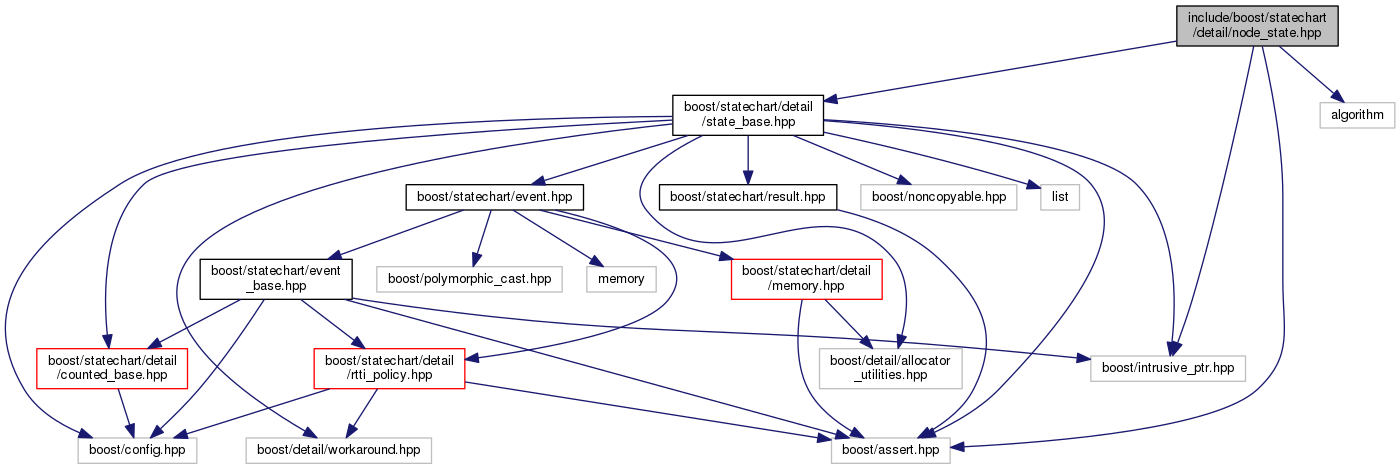 include/boost/statechart
/detail/node_state.hpp
boost/statechart/detail
/state_base.hpp
algorithm
boost/statechart/event.hpp
boost/statechart/result.hpp
boost/noncopyable.hpp
list
boost/statechart/event
_base.hpp
boost/polymorphic_cast.hpp
memory
boost/statechart/detail
/memory.hpp
boost/statechart/detail
/counted_base.hpp
boost/statechart/detail
/rtti_policy.hpp
boost/detail/allocator
_utilities.hpp
boost/intrusive_ptr.hpp
boost/config.hpp
boost/detail/workaround.hpp
boost/assert.hpp